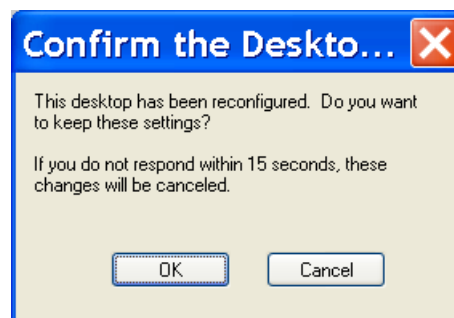 Confirm the Deskto...
This desktop has been reconfigured. Do you want
to keep these settings?
If you do not respond within 15 seconds, these
changes will be canceled.
OK
Cancel